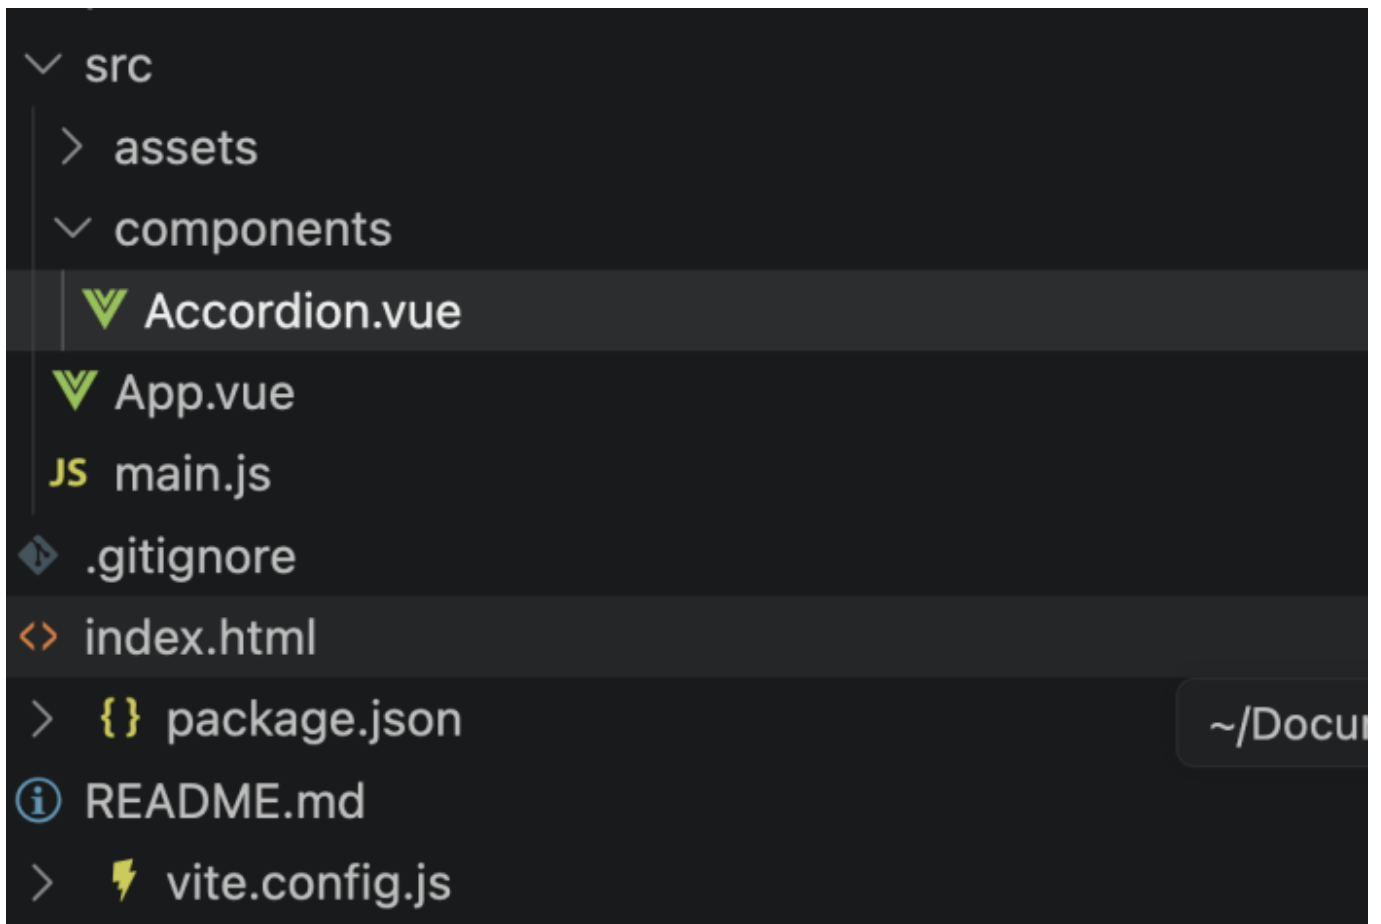 src
assets
components
Accordion.vue
App.vue
JS main.js
.gitignore
<> index.html
{} package.json
~/Docu
README.md
vite.config.js